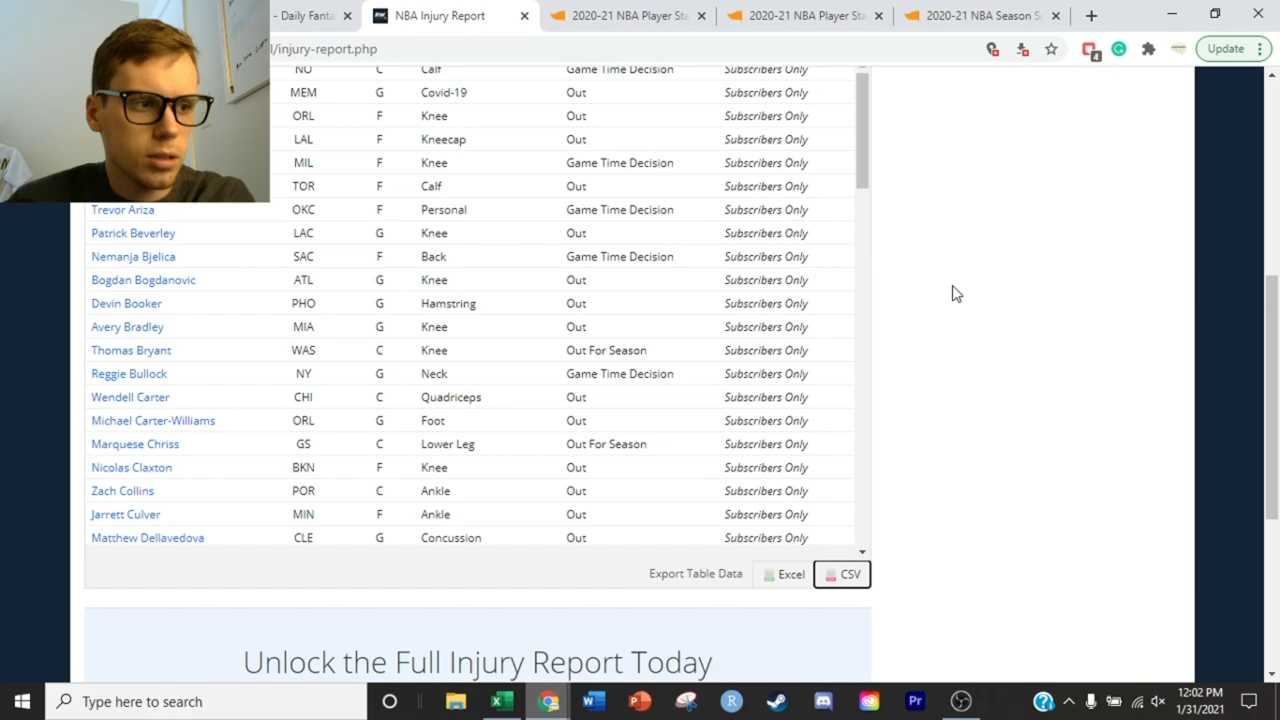 - Daily Fanta
NBA Injury Report
2020-21 NBA Player Sta
2020-21 NBA Player Sta
2020-21 NBA Season S
l/injury-report.php
4
Update
NO C Calf Game Time Decision Subscribers Only
MEM G Covid-19 Out Subscribers Only
ORL F Knee Out Subscribers Only
LAL F Kneecap Out Subscribers Only
MIL F Knee Game Time Decision Subscribers Only
TOR F Calf Out Subscribers Only
Trevor Ariza OKC F Personal Game Time Decision Subscribers Only
Patrick Beverley LAC G Knee Out Subscribers Only
Nemanja Bjelica SAC F Back Game Time Decision Subscribers Only
Bogdan Bogdanovic ATL G Knee Out Subscribers Only
Devin Booker PHO G Hamstring Out Subscribers Only
Avery Bradley MIA G Knee Out Subscribers Only
Thomas Bryant WAS C Knee Out For Season Subscribers Only
Reggie Bullock NY G Neck Game Time Decision Subscribers Only
Wendell Carter CHI C Quadriceps Out Subscribers Only
Michael Carter-Williams ORL G Foot Out Subscribers Only
Marquese Chriss GS C Lower Leg Out For Season Subscribers Only
Nicolas Claxton BKN F Knee Out Subscribers Only
Zach Collins POR C Ankle Out Subscribers Only
Jarrett Culver MIN F Ankle Out Subscribers Only
Matthew Dellavedova CLE G Concussion Out Subscribers Only
Export Table Data Excel CSV
Unlock the Full Injury Report Today
Type here to search
12:02 PM
1/31/2021